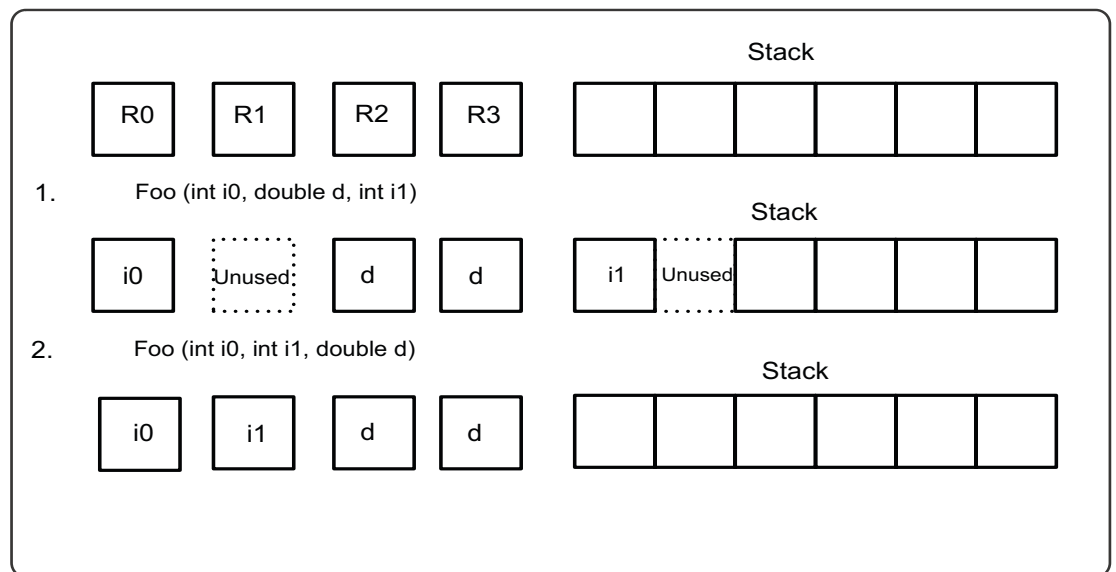 Stack
R0 R1 R2 R3
1. Foo (int i0, double d, int i1)
Stack
i0 Unused d d i1 Unused
2. Foo (int i0, int i1, double d)
Stack
i0 i1 d d